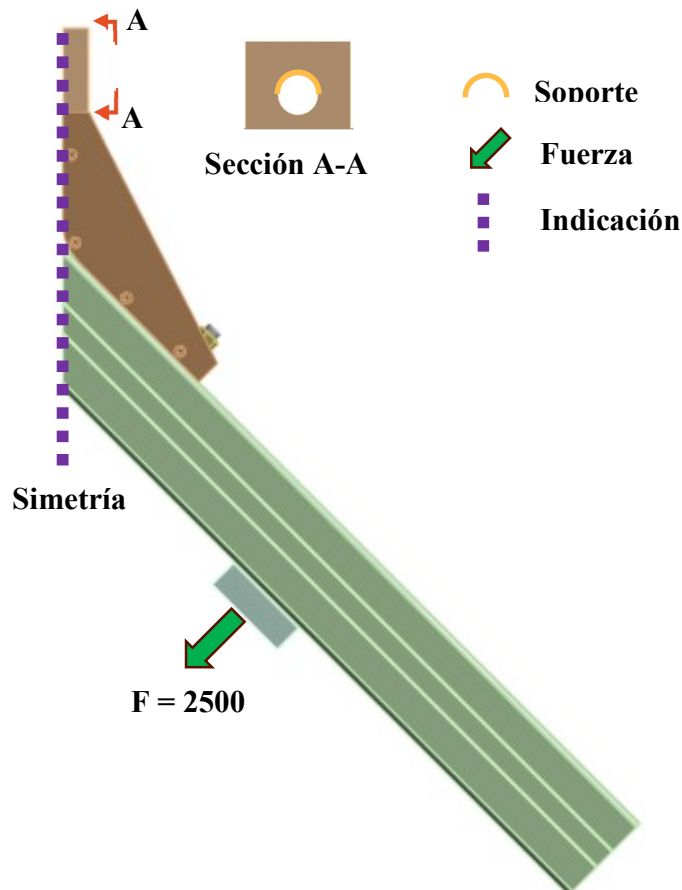 A
A
Sección A-A
Soporte
Fuerza
Indicación
Simetría
F = 2500